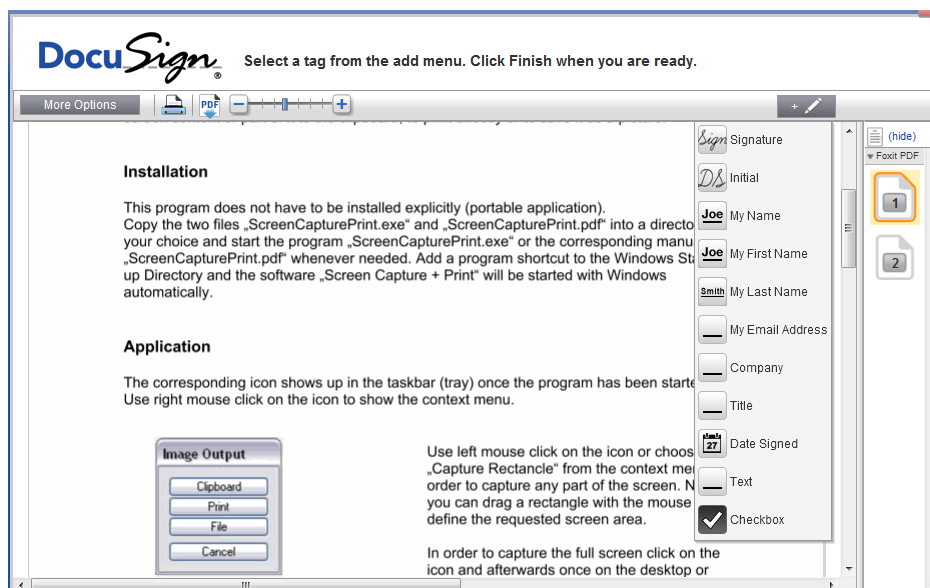 DocuSign®
Select a tag from the add menu. Click Finish when you are ready.
More Options
PDF
+
(hide)
Foxit PDF
1
2
Installation
This program does not have to be installed explicitly (portable application).
Copy the two files „ScreenCapturePrint.exe“ and „ScreenCapturePrint.pdf“ into a directo
your choice and start the program „ScreenCapturePrint.exe“ or the corresponding manu
„ScreenCapturePrint.pdf“ whenever needed. Add a program shortcut to the Windows Sta
up Directory and the software „Screen Capture + Print“ will be started with Windows
automatically.
Application
The corresponding icon shows up in the taskbar (tray) once the program has been starte
Use right mouse click on the icon to show the context menu.
Image Output
Clipboard
Print
File
Cancel
Use left mouse click on the icon or choos
„Capture Rectancle“ from the context me
order to capture any part of the screen. N
you can drag a rectangle with the mouse
define the requested screen area.
In order to capture the full screen click on the
icon and afterwards once on the desktop or
Sign Signature
DS Initial
Joe My Name
Joe My First Name
Smith My Last Name
My Email Address
Company
Title
27 Date Signed
Text
Checkbox